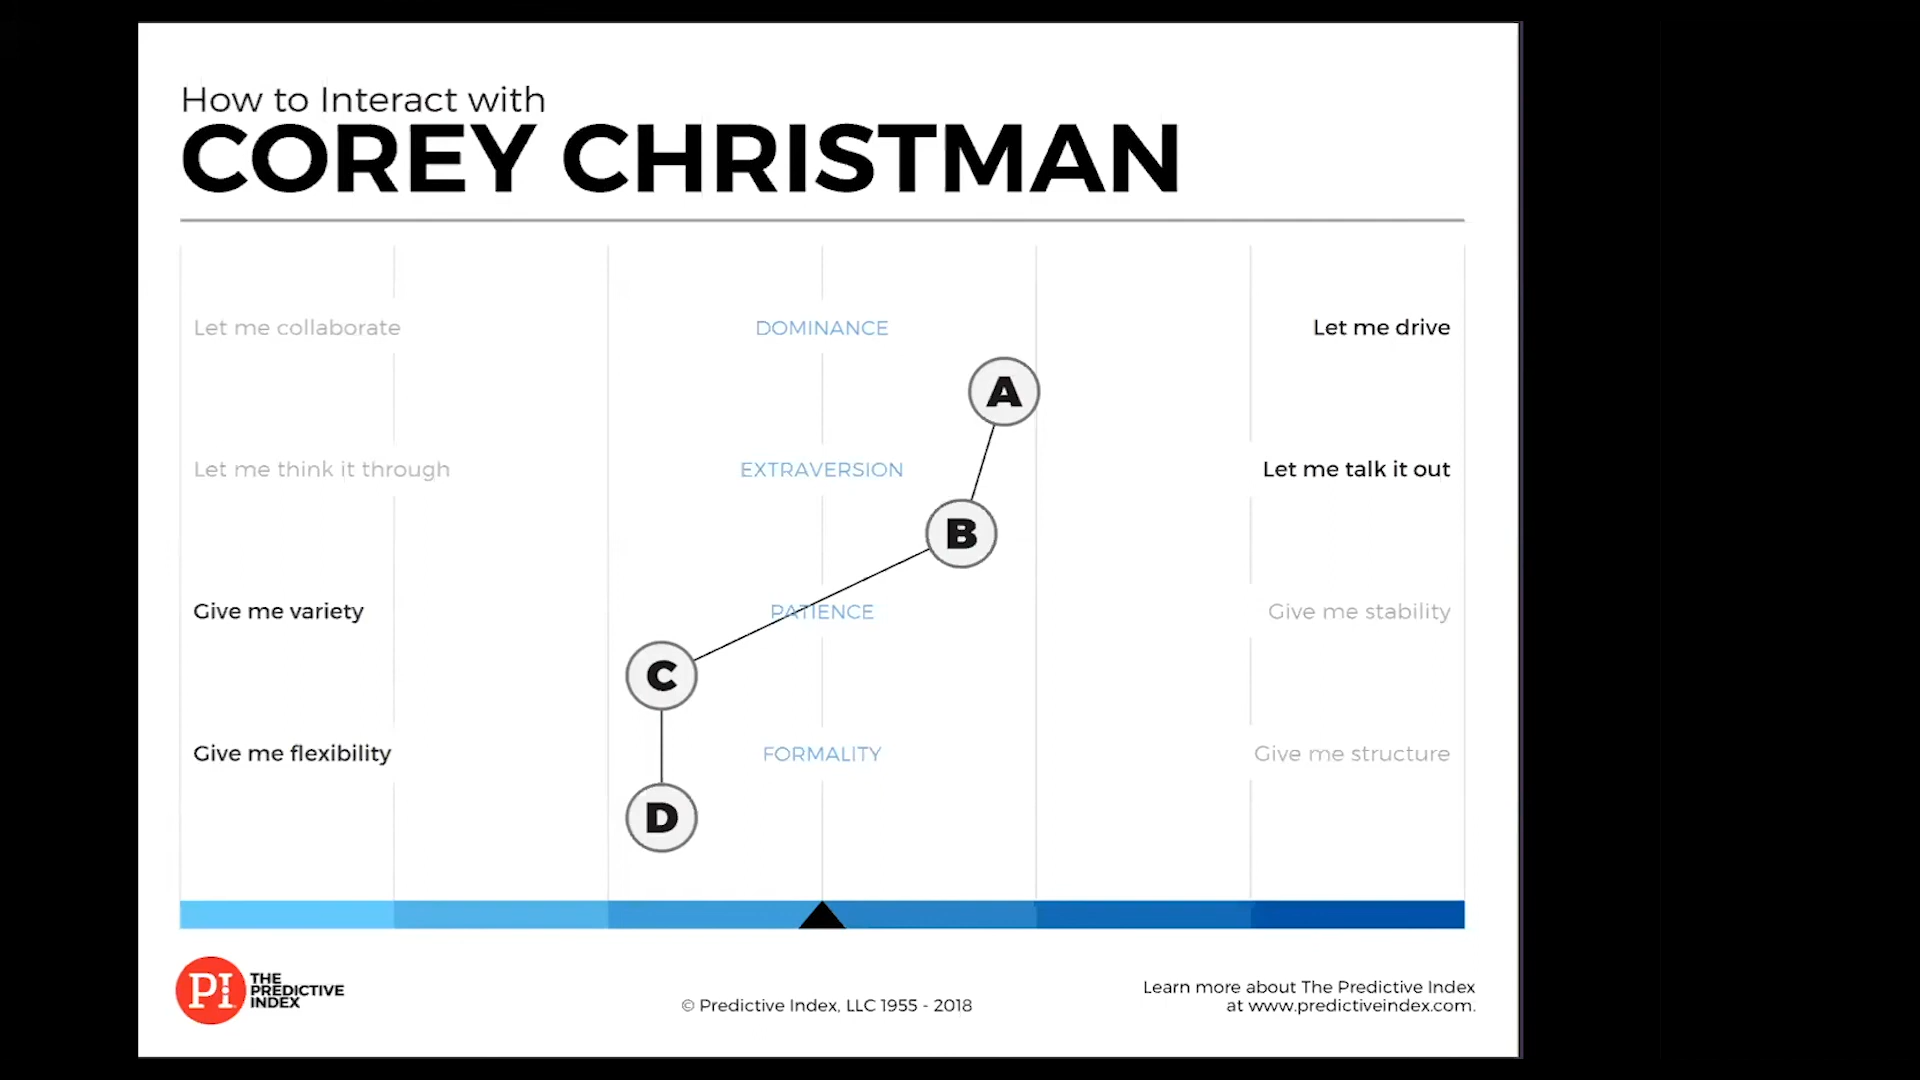 How to Interact with
COREY CHRISTMAN
Let me collaborate DOMINANCE Let me drive
A
Let me think it through EXTRAVERSION Let me talk it out
B
Give me variety PATIENCE Give me stability
C
Give me flexibility FORMALITY Give me structure
D
PI THE
PREDICTIVE
INDEX
© Predictive Index, LLC 1955 - 2018
Learn more about The Predictive Index
at www.predictiveindex.com.